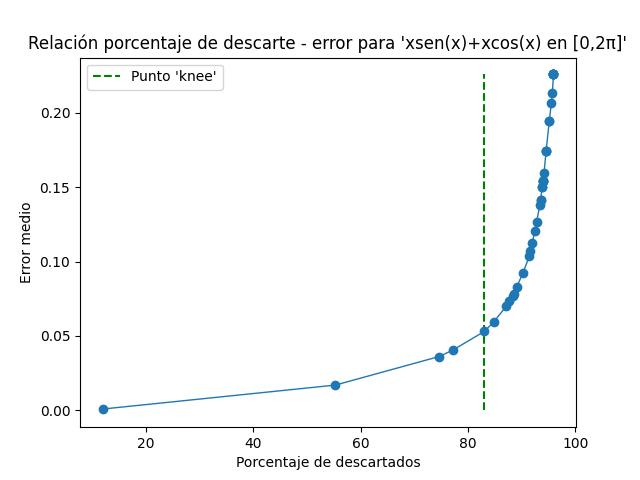 Relación porcentaje de descarte - error para 'xsen(x)+xcos(x) en [0,2π]'
Punto 'knee'
0.20
0.15
0.10
0.05
0.00
Error medio
20
40
60
80
100
Porcentaje de descartados